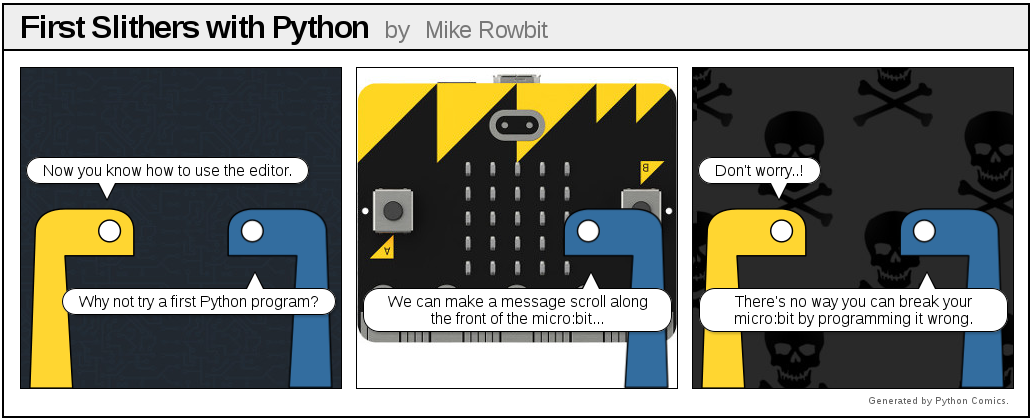 First Slithers with Python by Mike Rowbit
Now you know how to use the editor.
Why not try a first Python program?
B
A
We can make a message scroll along
the front of the micro:bit...
Don't worry..!
There's no way you can break your
micro:bit by programming it wrong.
Generated by Python Comics.